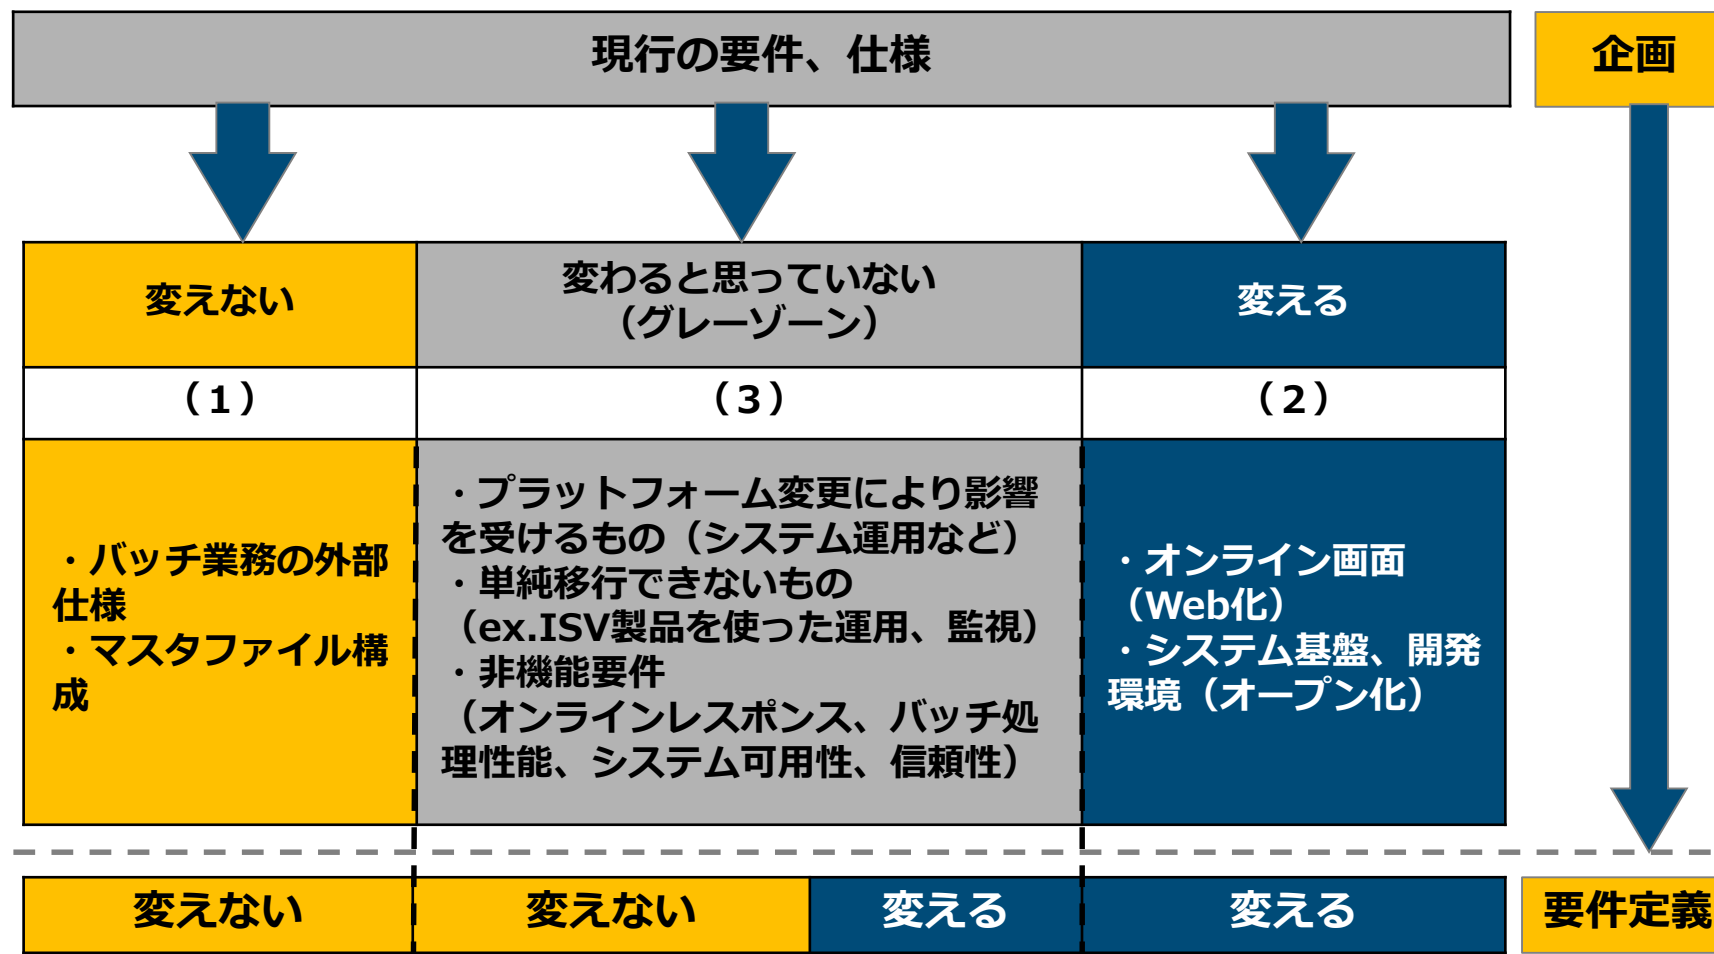 現行の要件、仕様
企画
変えない
変わると思っていない
（グレーゾーン）
変える
（１）
（３）
（２）
・バッチ業務の外部
仕様
・マスタファイル構
成
・プラットフォーム変更により影響
を受けるもの（システム運用など）
・単純移行できないもの
（ex.ISV製品を使った運用、監視）
・非機能要件
（オンラインレスポンス、バッチ処
理性能、システム可用性、信頼性）
・オンライン画面
（Web化）
・システム基盤、開発
環境（オープン化）
変えない
変えない
変える
変える
要件定義